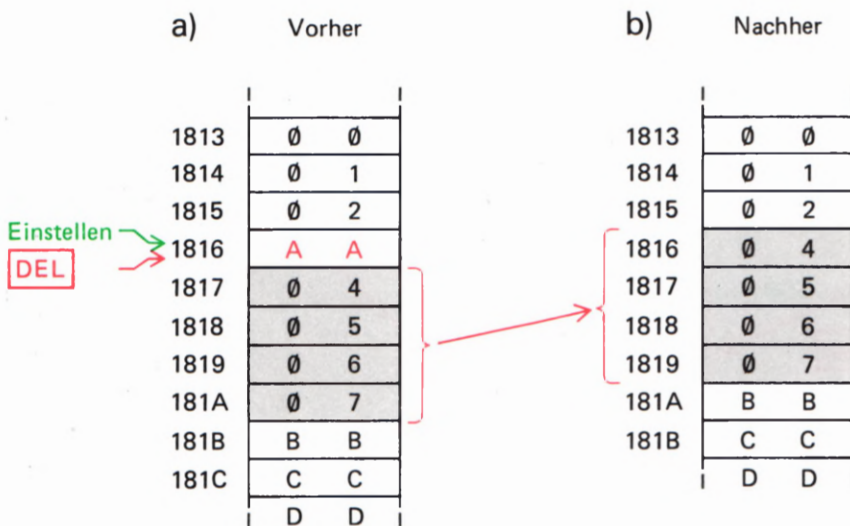 a) Vorher b) Nachher
1813 Ø Ø 1813 Ø Ø
1814 Ø 1 1814 Ø 1
1815 Ø 2 1815 Ø 2
Einstellen
1816 A A 1816 Ø 4
DEL
1817 Ø 4 1817 Ø 5
1818 Ø 5 1818 Ø 6
1819 Ø 6 1819 Ø 7
181A Ø 7 181A B B
181B B B 181B C C
181C C C D D
D D